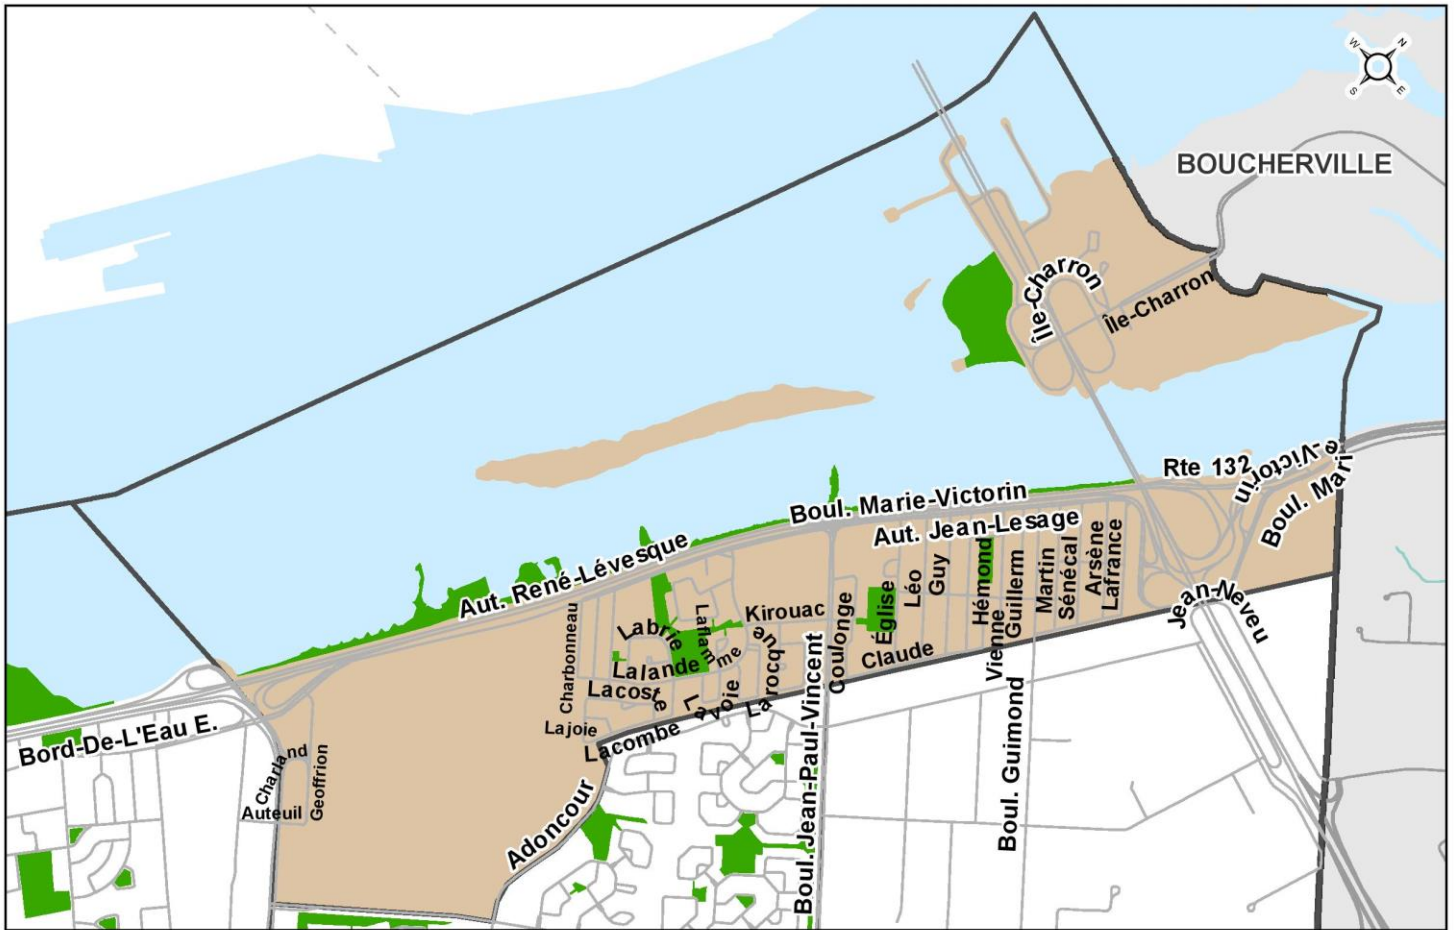 N
W
E
S
BOUCHERVILLE
Île-Charron
Île-Charron
Rte 132
Boul. Marie-Victorin
Boul. Marie-Victorin
Aut. Jean-Lesage
Aut. René-Lévesque
Charbonneau
Labrie
Laflamme
Kirouac
Larocque
Lalande
Lacoste
Lavoie
Lajoie
Lacombe
Goulonge
Église
Léo
Guy
Hémond
Vienne
Guillerm
Martin
Sénécal
Arsène
Lafrance
Claude
Jean-Neveu
Boul. Jean-Paul-Vincent
Boul. Guimond
Adoncour
Bord-De-L'Eau E.
Charland
Auteuil
Geoffrion